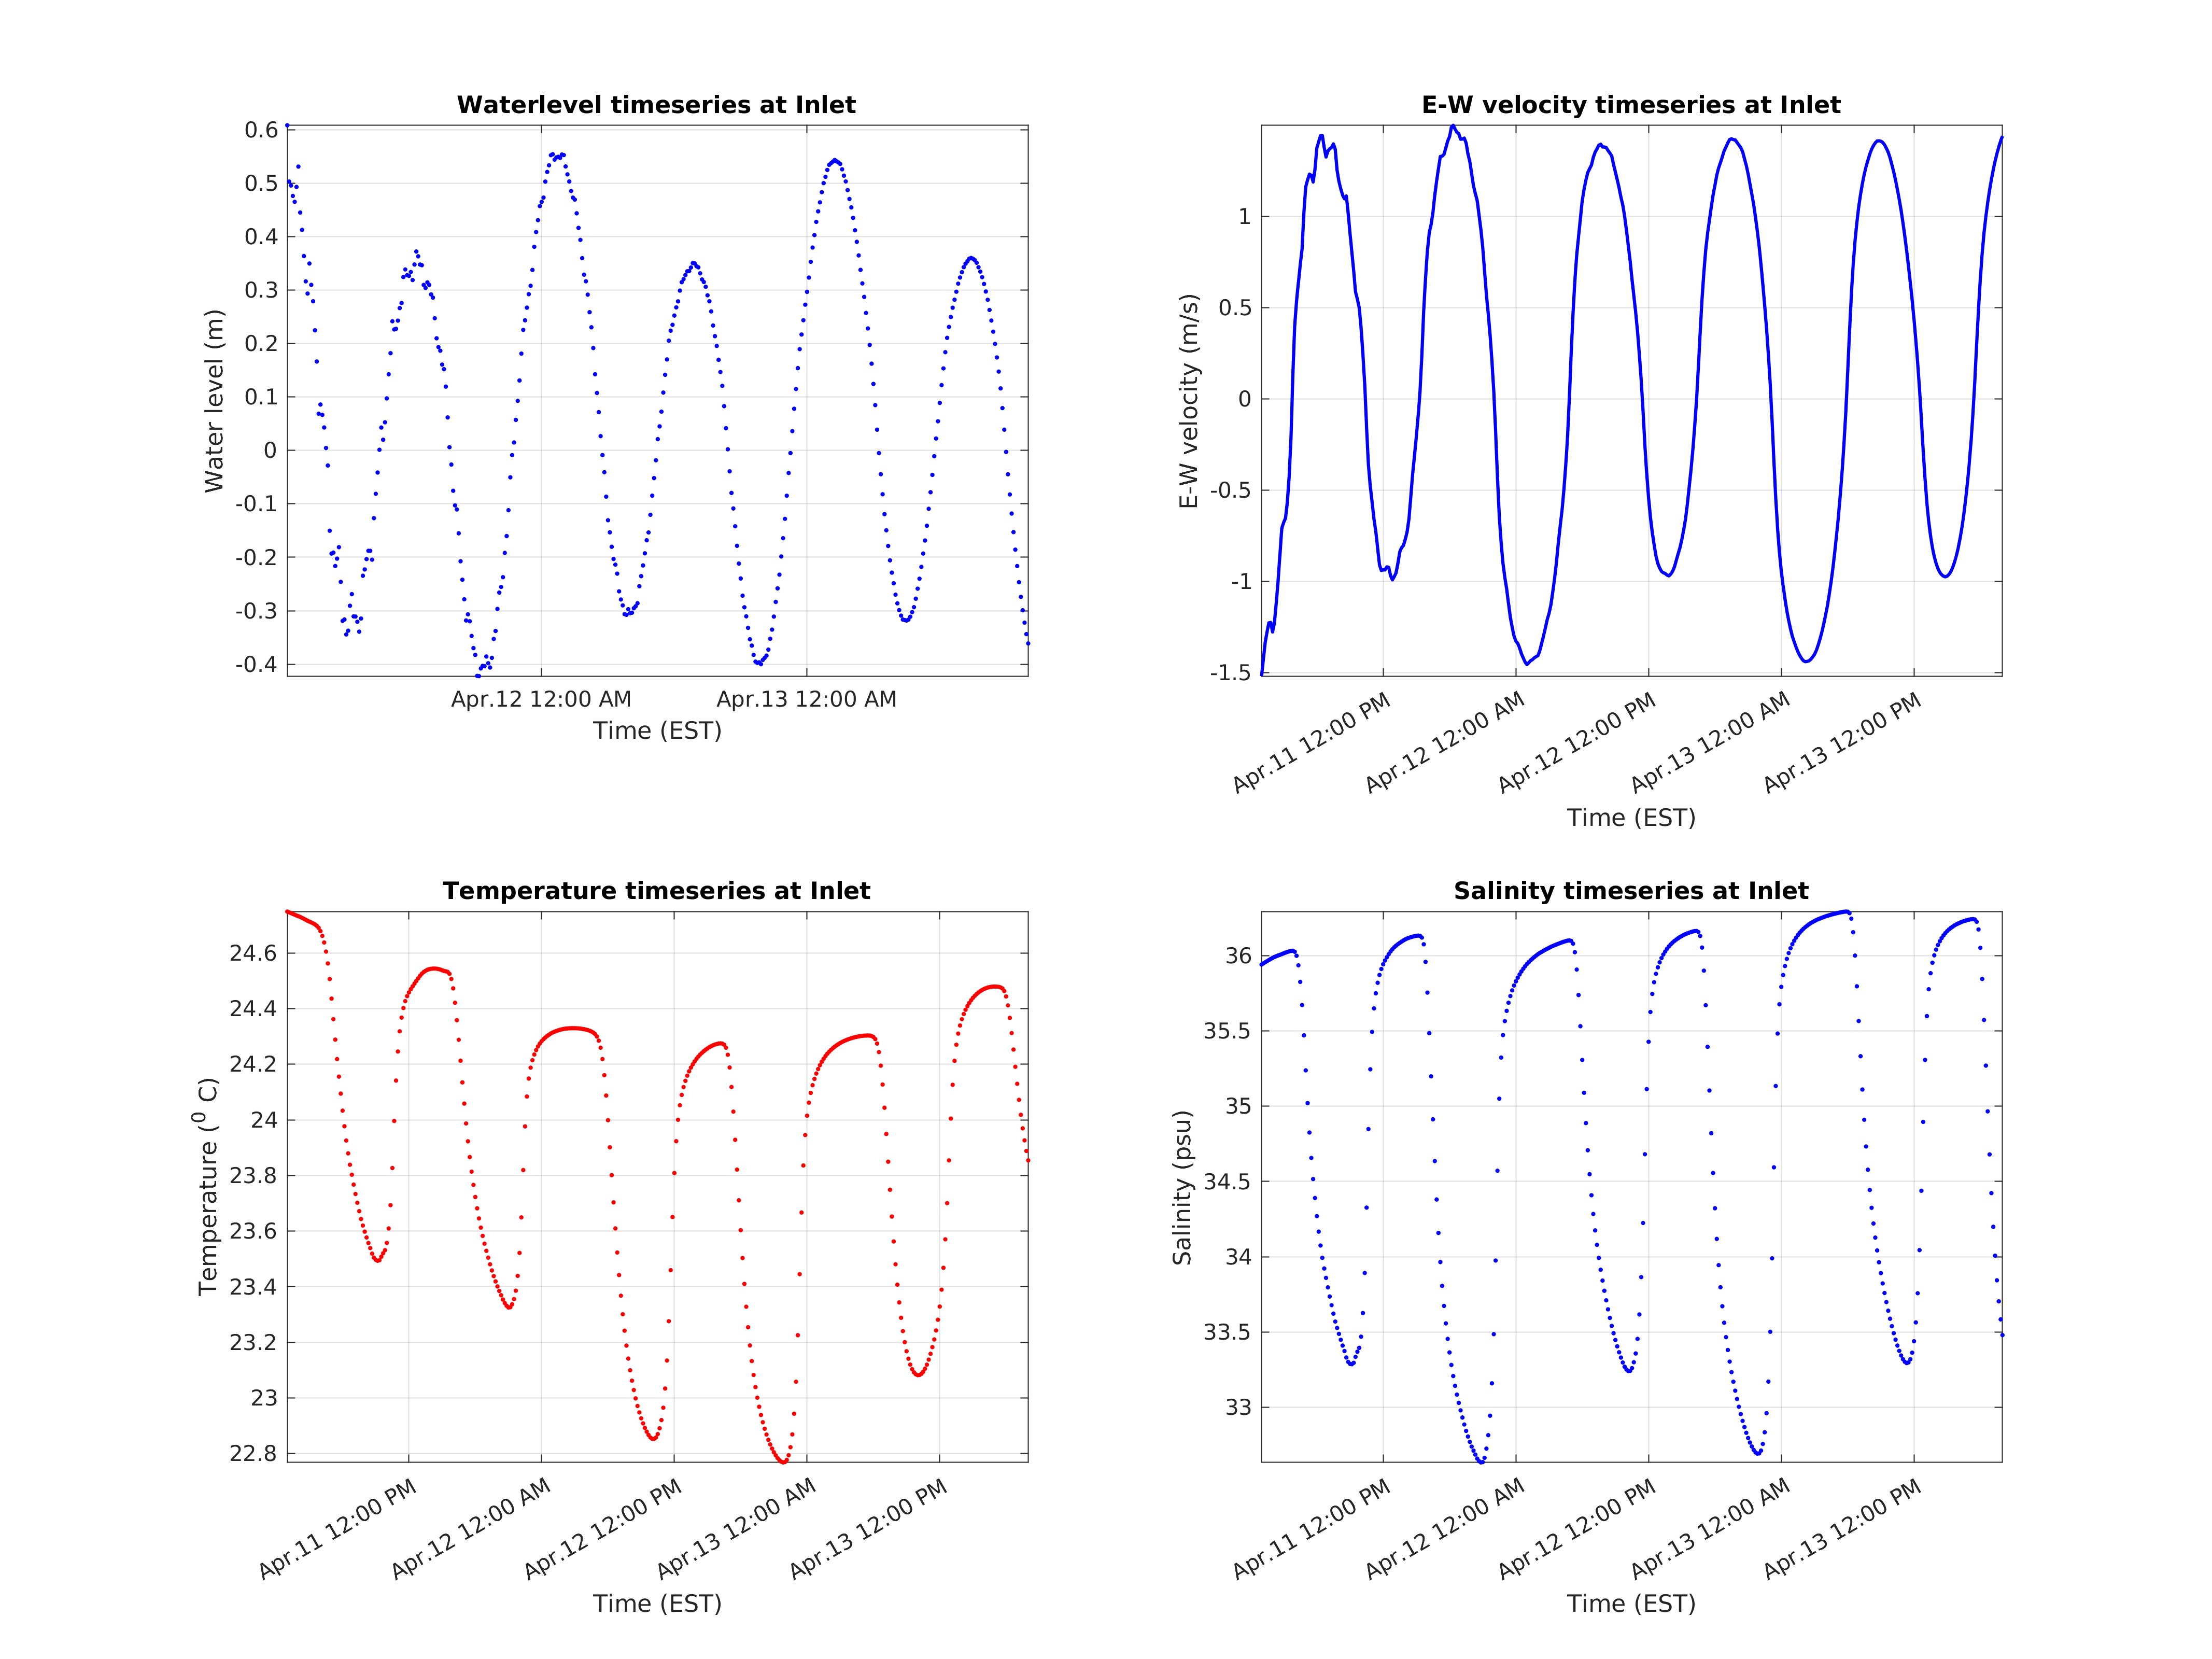 Waterlevel timeseries at Inlet
0.6
0.5
0.4
0.3
0.2
0.1
0
-0.1
-0.2
-0.3
-0.4
Water level (m)
Apr.12 12:00 AM
Apr.13 12:00 AM
Time (EST)
E-W velocity timeseries at Inlet
1
0.5
0
-0.5
-1
-1.5
E-W velocity (m/s)
Apr.11 12:00 PM
Apr.12 12:00 AM
Apr.12 12:00 PM
Apr.13 12:00 AM
Apr.13 12:00 PM
Time (EST)
Temperature timeseries at Inlet
24.6
24.4
24.2
24
23.8
23.6
23.4
23.2
23
22.8
Temperature (⁰ C)
Apr.11 12:00 PM
Apr.12 12:00 AM
Apr.12 12:00 PM
Apr.13 12:00 AM
Apr.13 12:00 PM
Time (EST)
Salinity timeseries at Inlet
36
35.5
35
34.5
34
33.5
33
Salinity (psu)
Apr.11 12:00 PM
Apr.12 12:00 AM
Apr.12 12:00 PM
Apr.13 12:00 AM
Apr.13 12:00 PM
Time (EST)